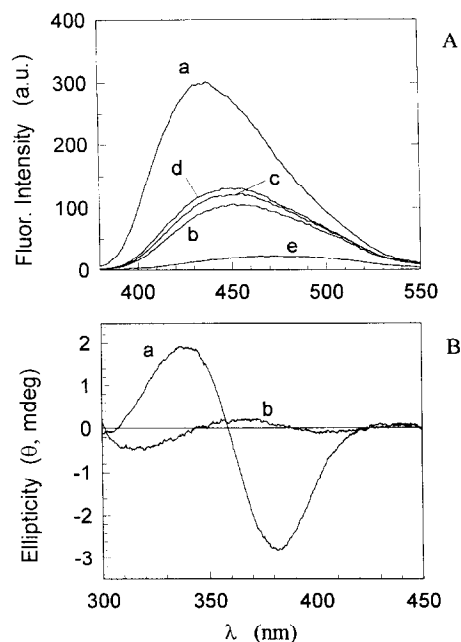 A
400
300
200
100
0
Fluor. Intensity (a.u.)
a
d
c
b
e
400
450
500
550
B
2
1
0
-1
-2
-3
Ellipticity (θ, mdeg)
a
b
300
350
400
450
λ (nm)